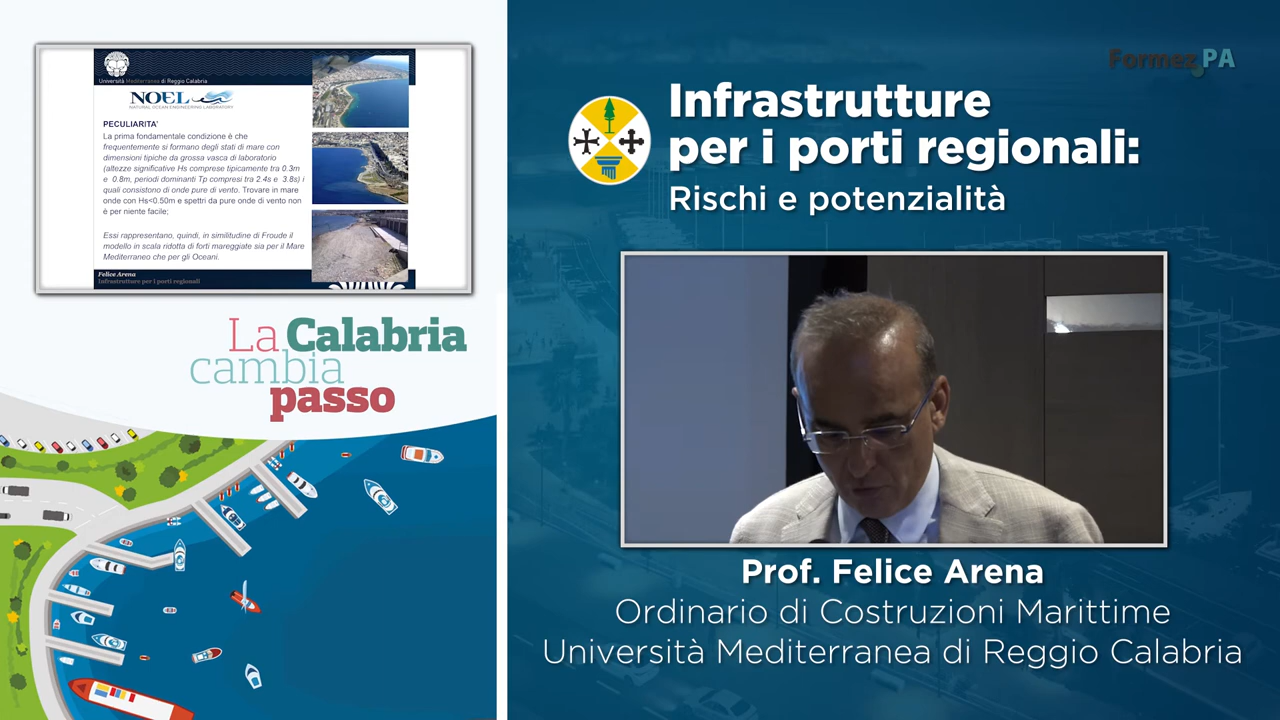 Università Mediterranea di Reggio Calabria
NOEL
NATURAL OCEAN ENGINEERING LABORATORY
PECULIARITA'
La prima fondamentale condizione è che
frequentemente si formano degli stati di mare con
dimensioni tipiche da grossa vasca di laboratorio
(altezze significative Hs comprese tipicamente tra 0.3m
e 0.8m, periodi dominanti Tp compresi tra 2.4s e 3.8s) i
quali consistono di onde pure di vento. Trovare in mare
onde con Hs<0.50m e spettri da pure onde di vento non
è per niente facile;
Essi rappresentano, quindi, in similitudine di Froude il
modello in scala ridotta di forti mareggiate sia per il Mare
Mediterraneo che per gli Oceani.
Felice Arena
Infrastrutture per i porti regionali
La Calabria
cambia
passo
Formez PA
Infrastrutture
per i porti regionali:
Rischi e potenzialità
Prof. Felice Arena
Ordinario di Costruzioni Marittime
Università Mediterranea di Reggio Calabria